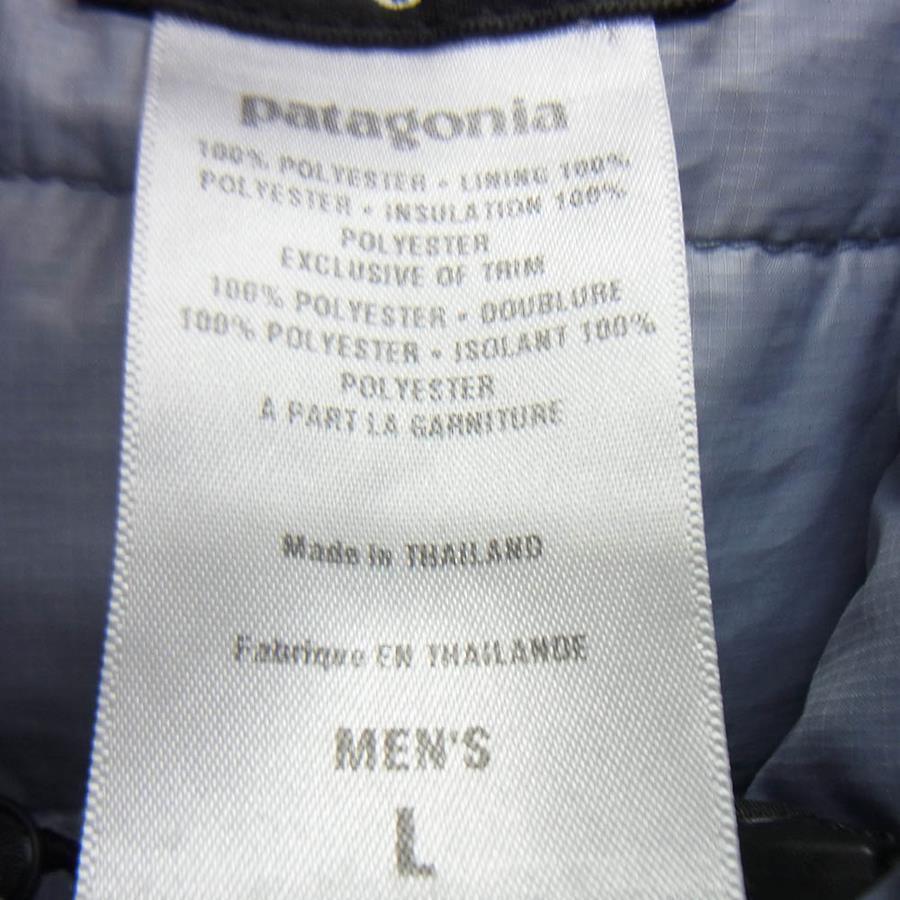 patagonia
100% POLYESTER • LINING 100%
POLYESTER • INSULATION 100%
POLYESTER
EXCLUSIVE OF TRIM
100% POLYESTER • DOUBLURE
100% POLYESTER • ISOLANT 100%
POLYESTER
À PART LA GARNITURE
Made in THAILAND
Fabrique EN THAILANDE
MEN'S
L